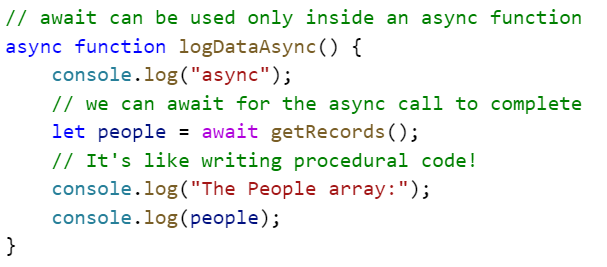 // await can be used only inside an async function
async function logDataAsync() {
    console.log("async");
    // we can await for the async call to complete
    let people = await getRecords();
    // It's like writing procedural code!
    console.log("The People array:");
    console.log(people);
}